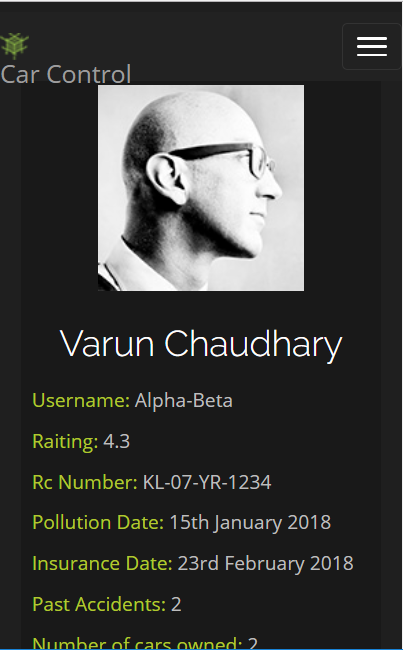 Car Control
Varun Chaudhary
Username: Alpha-Beta
Raiting: 4.3
Rc Number: KL-07-YR-1234
Pollution Date: 15th January 2018
Insurance Date: 23rd February 2018
Past Accidents: 2
Number of cars owned: 2